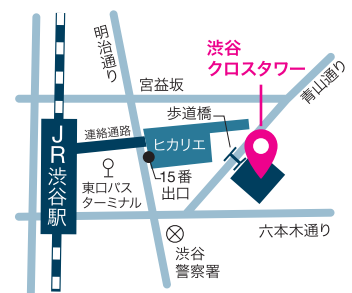 渋谷
クロスタワー
明治通り
青山通り
宮益坂
歩道橋
連絡通路
ヒカリエ
JR渋谷駅
15番
出口
東口バス
ターミナル
六本木通り
渋谷
警察署